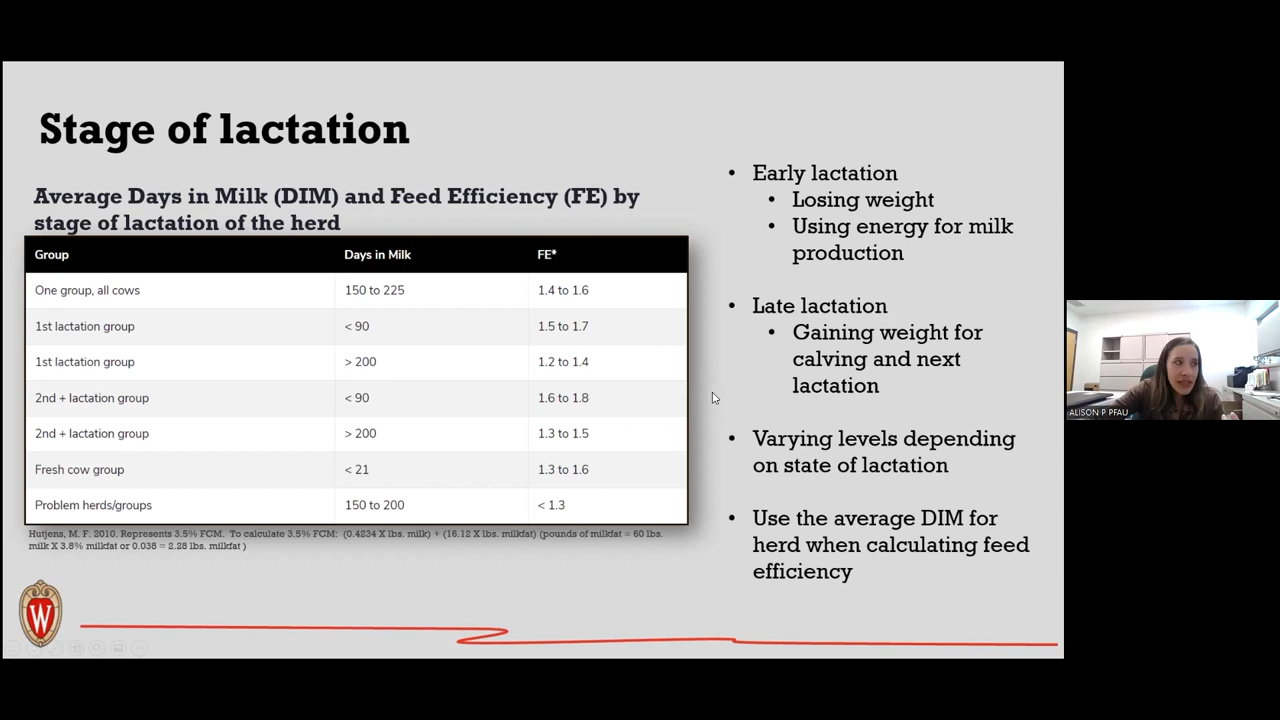 Stage of lactation
Average Days in Milk (DIM) and Feed Efficiency (FE) by
stage of lactation of the herd
Group Days in Milk FE*
One group, all cows 150 to 225 1.4 to 1.6
1st lactation group < 90 1.5 to 1.7
1st lactation group > 200 1.2 to 1.4
2nd + lactation group < 90 1.6 to 1.8
2nd + lactation group > 200 1.3 to 1.5
Fresh cow group < 21 1.3 to 1.6
Problem herds/groups 150 to 200 < 1.3
Hutjens, M. F. 2010. Represents 3.5% FCM. To calculate 3.5% FCM: (0.4234 X lbs. milk) + (16.12 X lbs. milkfat) (pounds of milkfat = 60 lbs.
milk X 3.8% milkfat or 0.038 = 2.28 lbs. milkfat )
• Early lactation
• Losing weight
• Using energy for milk
production
• Late lactation
• Gaining weight for
calving and next
lactation
• Varying levels depending
on state of lactation
• Use the average DIM for
herd when calculating feed
efficiency
W
ALISON P PFAU